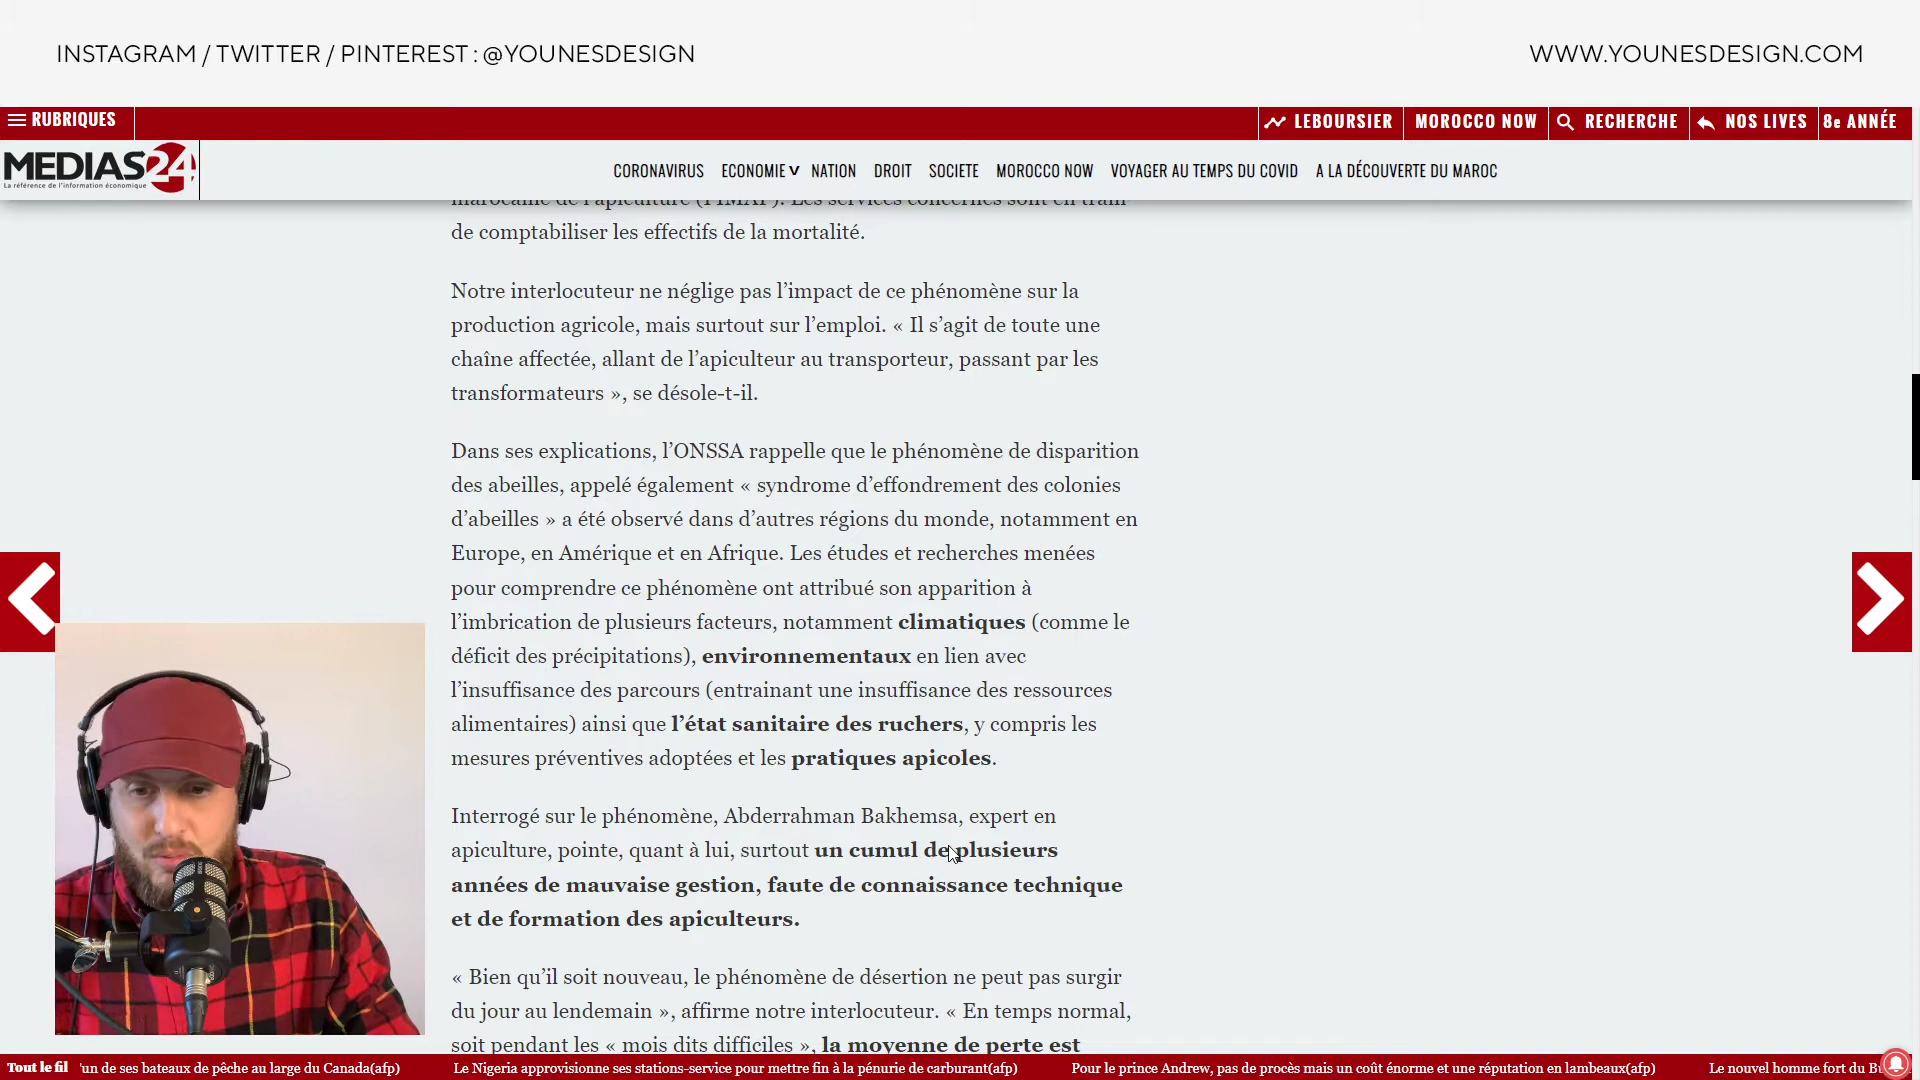 INSTAGRAM / TWITTER / PINTEREST : @YOUNESDESIGN
WWW.YOUNESDESIGN.COM
RUBRIQUES
LEBOURSIER
MOROCCO NOW
RECHERCHE
NOS LIVES
8e ANNÉE
MEDIAS24
La référence de l'information économique
CORONAVIRUS ECONOMIE NATION DROIT SOCIETE MOROCCO NOW VOYAGER AU TEMPS DU COVID A LA DÉCOUVERTE DU MAROC
marocaine de l'apiculture (FIMAP). Les services concernés sont en train
de comptabiliser les effectifs de la mortalité.
Notre interlocuteur ne néglige pas l’impact de ce phénomène sur la
production agricole, mais surtout sur l’emploi. « Il s’agit de toute une
chaîne affectée, allant de l’apiculteur au transporteur, passant par les
transformateurs », se désole-t-il.
Dans ses explications, l’ONSSA rappelle que le phénomène de disparition
des abeilles, appelé également « syndrome d’effondrement des colonies
d’abeilles » a été observé dans d’autres régions du monde, notamment en
Europe, en Amérique et en Afrique. Les études et recherches menées
pour comprendre ce phénomène ont attribué son apparition à
l’imbrication de plusieurs facteurs, notamment climatiques (comme le
déficit des précipitations), environnementaux en lien avec
l’insuffisance des parcours (entrainant une insuffisance des ressources
alimentaires) ainsi que l’état sanitaire des ruchers, y compris les
mesures préventives adoptées et les pratiques apicoles.
Interrogé sur le phénomène, Abderrahman Bakhemsa, expert en
apiculture, pointe, quant à lui, surtout un cumul de plusieurs
années de mauvaise gestion, faute de connaissance technique
et de formation des apiculteurs.
« Bien qu’il soit nouveau, le phénomène de désertion ne peut pas surgir
du jour au lendemain », affirme notre interlocuteur. « En temps normal,
soit pendant les « mois dits difficiles », la moyenne de perte est
Tout le fil
'un de ses bateaux de pêche au large du Canada(afp)
Le Nigeria approvisionne ses stations-service pour mettre fin à la pénurie de carburant(afp)
Pour le prince Andrew, pas de procès mais un coût énorme et une réputation en lambeaux(afp)
Le nouvel homme fort du